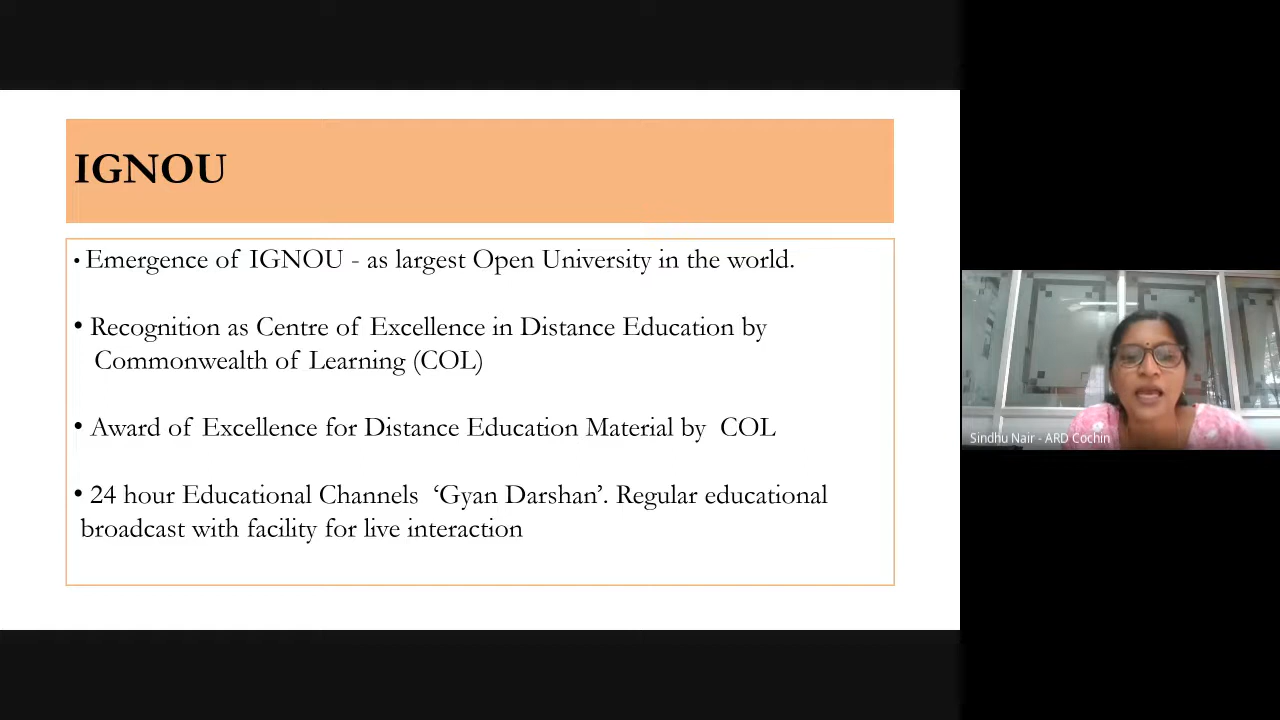 IGNOU
• Emergence of IGNOU - as largest Open University in the world.
• Recognition as Centre of Excellence in Distance Education by
Commonwealth of Learning (COL)
• Award of Excellence for Distance Education Material by COL
• 24 hour Educational Channels ‘Gyan Darshan’. Regular educational
broadcast with facility for live interaction
Sindhu Nair - ARD Cochin